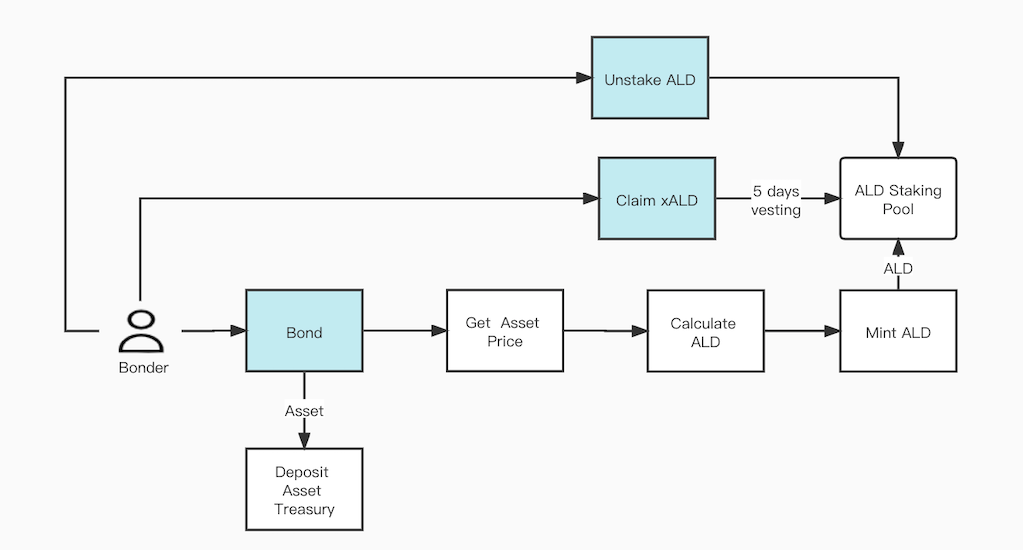 Unstake ALD
Claim xALD
5 days
vesting
ALD Staking
Pool
ALD
Bonder
Bond
Get Asset
Price
Calculate
ALD
Mint ALD
Asset
Deposit
Asset
Treasury